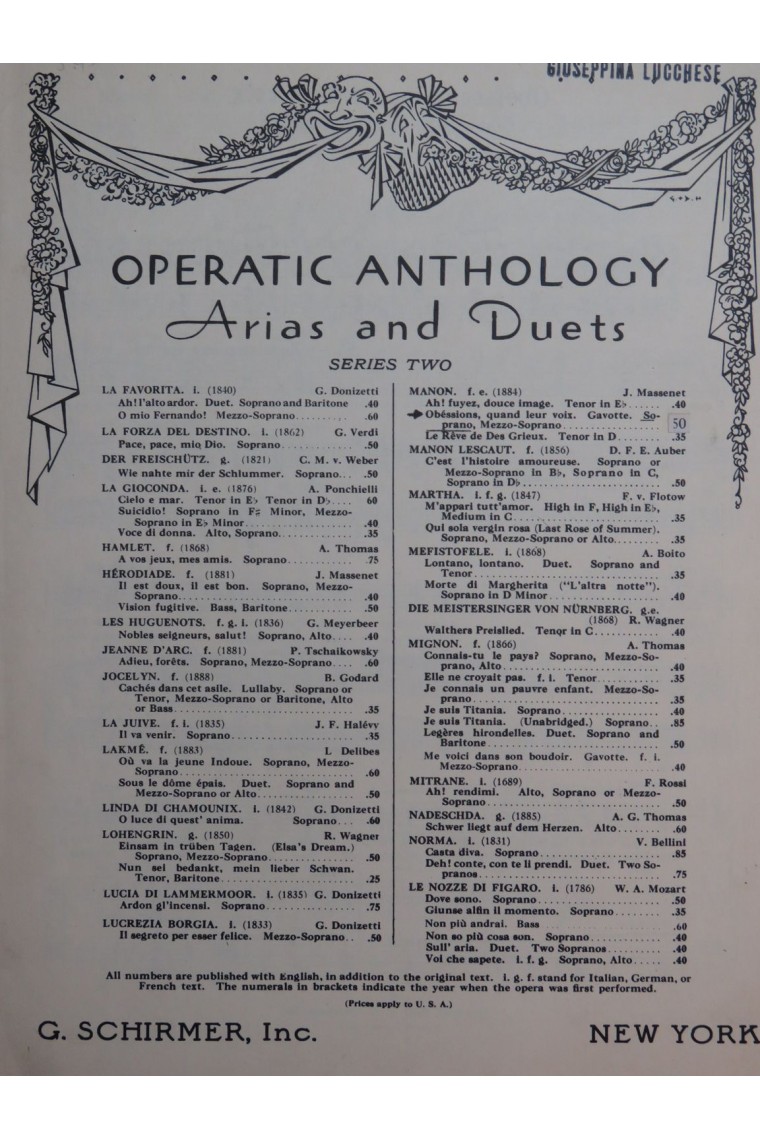 GIUSEPPINA LUCCHESE
OPERATIC ANTHOLOGY
Arias and Duets
SERIES TWO
LA FAVORITA. i. (1840) G. Donizetti
Ah! l'alto ardor. Duet. Soprano and Baritone .40
O mio Fernando! Mezzo-Soprano .60
LA FORZA DEL DESTINO. i. (1862) G. Verdi
Pace, pace, mio Dio. Soprano .50
DER FREISCHÜTZ. g. (1821) C. M. v. Weber
Wie nahte mir der Schlummer. Soprano .50
LA GIOCONDA. i. e. (1876) A. Ponchielli
Cielo e mar. Tenor in E♭ Tenor in D♭ 60
Suicidio! Soprano in F♯ Minor, Mezzo-
Soprano in E♭ Minor .40
Voce di donna. Alto, Soprano .35
HAMLET. f. (1868) A. Thomas
A vos jeux, mes amis. Soprano .75
HÉRODIADE. f. (1881) J. Massenet
Il est doux, il est bon. Soprano, Mezzo-
Soprano .40
Vision fugitive. Bass, Baritone .50
LES HUGUENOTS. f. g. i. (1836) G. Meyerbeer
Nobles seigneurs, salut! Soprano, Alto .40
JEANNE D'ARC. f. (1881) P. Tschaikowsky
Adieu, forêts. Soprano, Mezzo-Soprano .60
JOCELYN. f. (1888) B. Godard
Cachés dans cet asile. Lullaby. Soprano or
Tenor, Mezzo-Soprano or Baritone, Alto
or Bass .35
LA JUIVE. f. i. (1835) J. F. Halévy
Il va venir. Soprano .35
LAKMÉ. f. (1883) L Delibes
Où va la jeune Indoue. Soprano, Mezzo-
Soprano .60
Sous le dôme épais. Duet. Soprano and
Mezzo-Soprano or Alto .50
LINDA DI CHAMOUNIX. i. (1842) G. Donizetti
O luce di quest' anima. Soprano .60
LOHENGRIN. g. (1850) R. Wagner
Einsam in trüben Tagen. (Elsa's Dream.)
Soprano, Mezzo-Soprano .50
Nun sei bedankt, mein lieber Schwan.
Tenor, Baritone .25
LUCIA DI LAMMERMOOR. i. (1835) G. Donizetti
Ardon gl'incensi. Soprano .75
LUCREZIA BORGIA. i. (1833) G. Donizetti
Il segreto per esser felice. Mezzo-Soprano .50
MANON. f. e. (1884) J. Massenet
Ah! fuyez, douce image. Tenor in E♭ .40
Obéssions, quand leur voix. Gavotte. So-
prano, Mezzo-Soprano 50
Le Rêve de Des Grieux. Tenor in D .35
MANON LESCAUT. f. (1856) D. F. E. Auber
C'est l'histoire amoureuse. Soprano or
Mezzo-Soprano in B♭, Soprano in C,
Soprano in D♭ .50
MARTHA. i. f. g. (1847) F. v. Flotow
M'appari tutt'amor. High in F, High in E♭,
Medium in C .35
Qui sola vergin rosa (Last Rose of Summer).
Soprano, Mezzo-Soprano or Alto .35
MEFISTOFELE. i. (1868) A. Boito
Lontano, lontano. Duet. Soprano and
Tenor .35
Morte di Margherita ("L'altra notte").
Soprano in D Minor .40
DIE MEISTERSINGER VON NÜRNBERG. g.e.
(1868) R. Wagner
Walthers Preislied. Tenor in C .40
MIGNON. f. (1866) A. Thomas
Connais-tu le pays? Soprano, Mezzo-So-
prano, Alto .40
Elle ne croyait pas. f. i. Tenor .35
Je connais un pauvre enfant. Mezzo-So-
prano .35
Je suis Titania. Soprano .40
Je suis Titania. (Unabridged.) Soprano .85
Legères hirondelles. Duet. Soprano and
Baritone .50
Me voici dans son boudoir. Gavotte. f. i.
Mezzo-Soprano .40
MITRANE. i. (1689) F. Rossi
Ah! rendimi. Alto, Soprano or Mezzo-
Soprano .50
NADESCHDA. g. (1885) A. G. Thomas
Schwer liegt auf dem Herzen. Alto .60
NORMA. i. (1831) V. Bellini
Casta diva. Soprano .85
Deh! conte, con te li prendi. Duet. Two So-
pranos .75
LE NOZZE DI FIGARO. i. (1786) W. A. Mozart
Dove sono. Soprano .50
Giunse alfin il momento. Soprano .35
Non più andrai. Bass .60
Non so più cosa son. Soprano .40
Sull' aria. Duet. Two Sopranos .40
Voi che sapete. i. f. g. Soprano, Alto .40
All numbers are published with English, in addition to the original text. i. g. f. stand for Italian, German, or
French text. The numerals in brackets indicate the year when the opera was first performed.
(Prices apply to U. S. A.)
G. SCHIRMER, Inc. NEW YORK